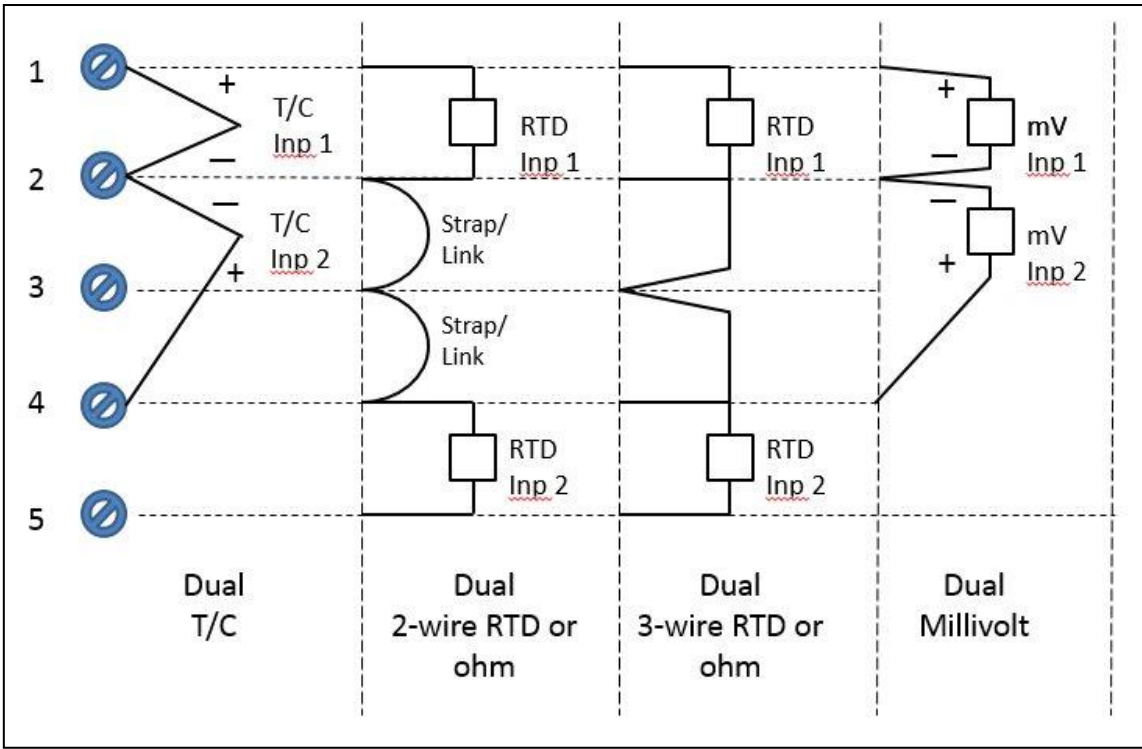 1
2
3
4
5
+
T/C
Inp 1
−
−
T/C
Inp 2
+
RTD
Inp 1
Strap/
Link
Strap/
Link
RTD
Inp 2
RTD
Inp 1
RTD
Inp 2
+
mV
Inp 1
−
−
mV
Inp 2
+
Dual
T/C
Dual
2-wire RTD or
ohm
Dual
3-wire RTD or
ohm
Dual
Millivolt